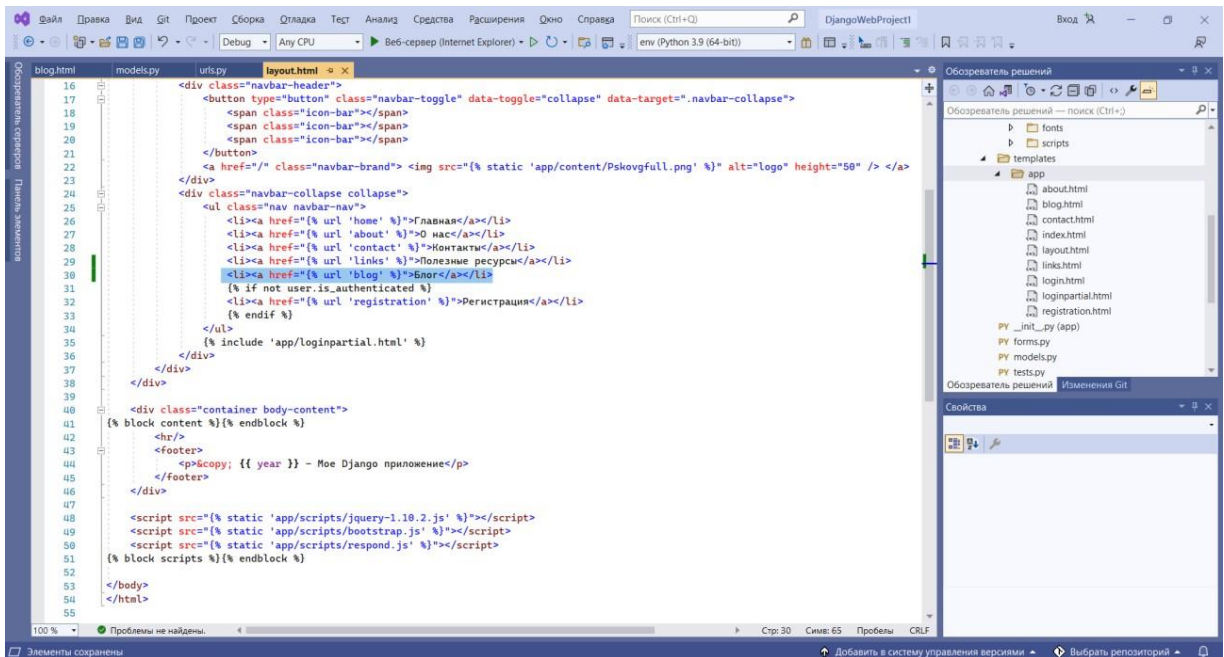 Файл Правка Вид Git Проект Сборка Отладка Тест Анализ Средства Расширения Окно Справка Поиск (Ctrl+Q) DjangoWebProject1 Вход
Debug Any CPU Веб-сервер (Internet Explorer) env (Python 3.9 (64-bit))
Обозреватель серверов
Панель элементов
blog.html models.py urls.py layout.html
16 <div class="navbar-header">
17 <button type="button" class="navbar-toggle" data-toggle="collapse" data-target=".navbar-collapse">
18 <span class="icon-bar"></span>
19 <span class="icon-bar"></span>
20 <span class="icon-bar"></span>
21 </button>
22 <a href="/" class="navbar-brand"> <img src="{% static 'app/content/Pskovgfull.png' %}" alt="logo" height="50" /> </a>
23 </div>
24 <div class="navbar-collapse collapse">
25 <ul class="nav navbar-nav">
26 <li><a href="{% url 'home' %}">Главная</a></li>
27 <li><a href="{% url 'about' %}">О нас</a></li>
28 <li><a href="{% url 'contact' %}">Контакты</a></li>
29 <li><a href="{% url 'links' %}">Полезные ресурсы</a></li>
30 <li><a href="{% url 'blog' %}">Блог</a></li>
31 {% if not user.is_authenticated %}
32 <li><a href="{% url 'registration' %}">Регистрация</a></li>
33 {% endif %}
34 </ul>
35 {% include 'app/loginpartial.html' %}
36 </div>
37 </div>
38 </div>
39
40 <div class="container body-content">
41 {% block content %}{% endblock %}
42 <hr/>
43 <footer>
44 <p>&copy; {{ year }} - Мое Django приложение</p>
45 </footer>
46 </div>
47
48 <script src="{% static 'app/scripts/jquery-1.10.2.js' %}"></script>
49 <script src="{% static 'app/scripts/bootstrap.js' %}"></script>
50 <script src="{% static 'app/scripts/respond.js' %}"></script>
51 {% block scripts %}{% endblock %}
52
53 </body>
54 </html>
55
100 % Проблемы не найдены. Стр: 30 Симв: 65 Пробелы CRLF
Обозреватель решений
Обозреватель решений — поиск (Ctrl+;)
fonts
scripts
templates
app
about.html
blog.html
contact.html
index.html
layout.html
links.html
login.html
loginpartial.html
registration.html
PY __init__.py (app)
PY forms.py
PY models.py
PY tests.py
Обозреватель решений Изменения Git
Свойства
Элементы сохранены Добавить в систему управления версиями Выбрать репозиторий